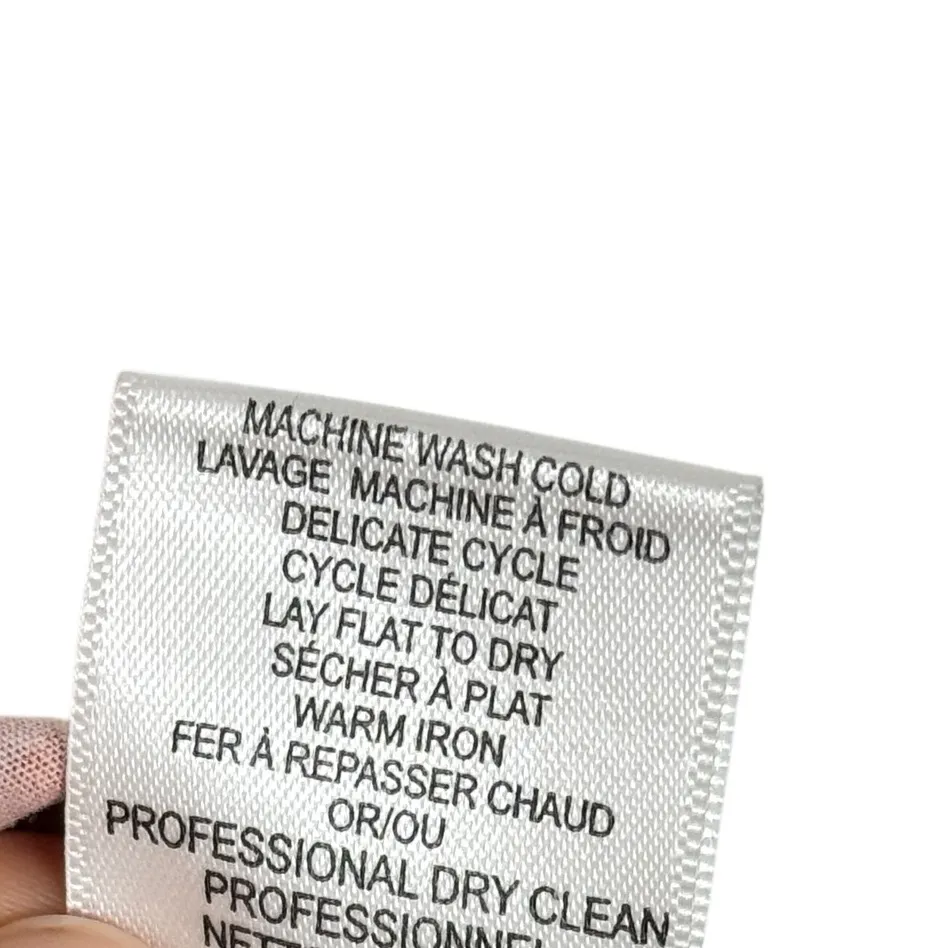 MACHINE WASH COLD
LAVAGE MACHINE À FROID
DELICATE CYCLE
CYCLE DÉLICAT
LAY FLAT TO DRY
SÉCHER À PLAT
WARM IRON
FER À REPASSER CHAUD
OR/OU
PROFESSIONAL DRY CLEAN